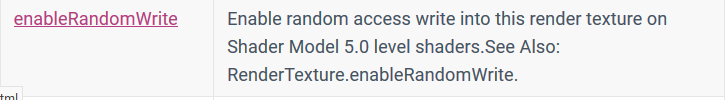 enableRandomWrite
Enable random access write into this render texture on
Shader Model 5.0 level shaders.See Also:
RenderTexture.enableRandomWrite.
tml